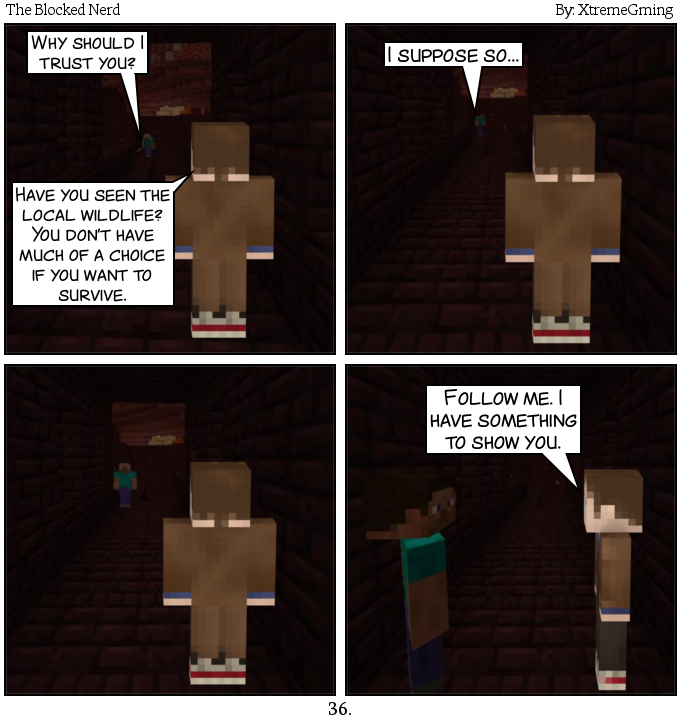 The Blocked Nerd
By: XtremeGming
Why should I
trust you?
Have you seen the
local wildlife?
You don't have
much of a choice
if you want to
survive.
I suppose so...
Follow me. I
have something
to show you.
36.